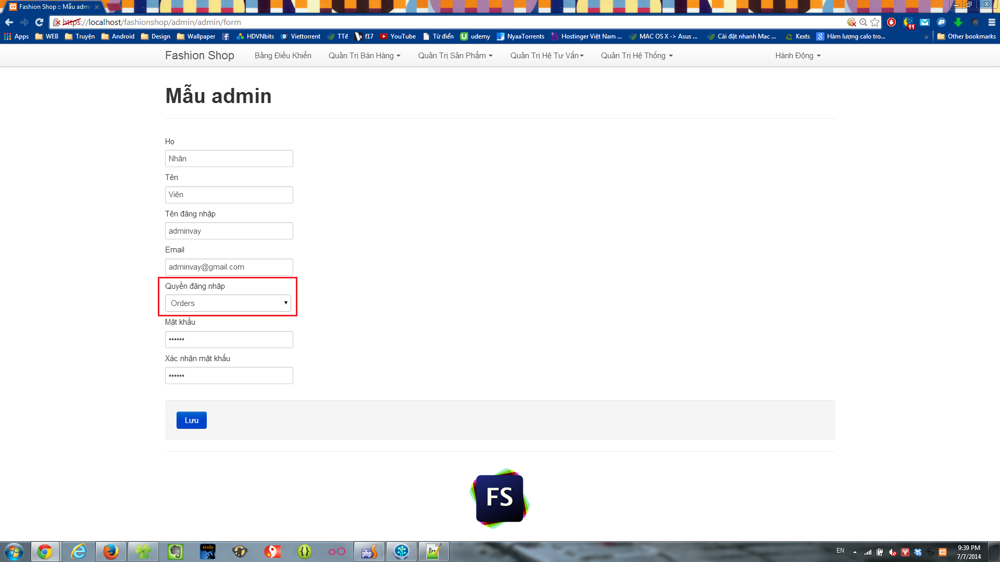 Fashion Shop :: Mẫu admi
https://localhost/fashionshop/admin/admin/form
11
Apps WEB Truyện Android Design Wallpaper HDVNbits Viettorrent TTễ f17 YouTube Từ điển udemy NyaaTorrents Hostinger Việt Nam ... MAC OS X -> Asus ... Cài đặt nhanh Mac ... Kexts Hàm lượng calo tro... » Other bookmarks
Fashion Shop Bảng Điều Khiển Quản Trị Bán Hàng Quản Trị Sản Phẩm Quản Trị Hệ Tư Vấn Quản Trị Hệ Thống Hành Động
Mẫu admin
Họ
Nhân
Tên
Viên
Tên đăng nhập
adminvay
Email
adminvay@gmail.com
Quyền đăng nhập
Orders
Mật khẩu
••••••
Xác nhận mật khẩu
••••••
Lưu
FS
kindle
php
EN
9:39 PM
7/7/2014